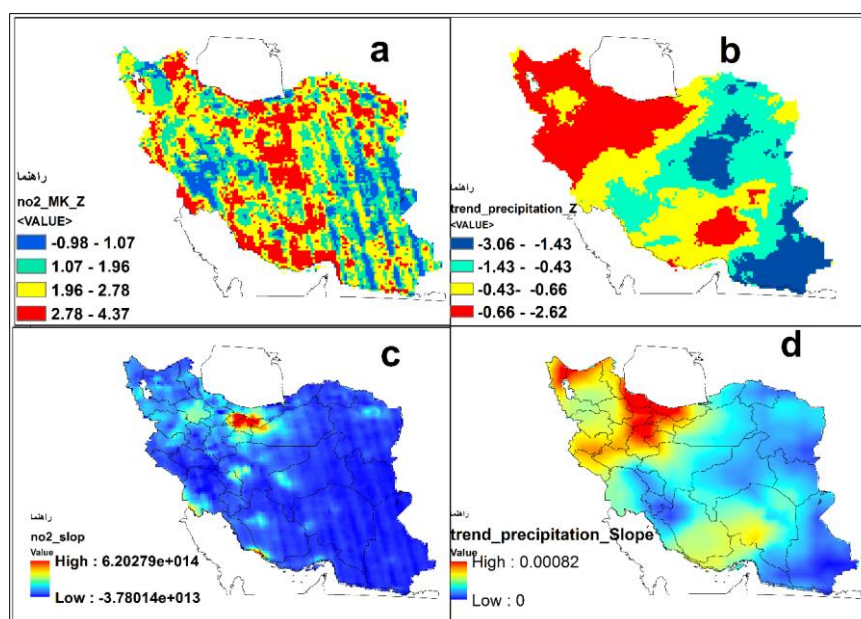 a
راهنما
no2_MK_Z
<VALUE>
-0.98 - 1.07
1.07 - 1.96
1.96 - 2.78
2.78 - 4.37
b
راهنما
trend_precipitation_Z
<VALUE>
-3.06 - -1.43
-1.43 - -0.43
-0.43- -0.66
-0.66 - -2.62
c
راهنما
no2_slop
Value
High : 6.20279e+014
Low : -3.78014e+013
d
راهنما
trend_precipitation_Slope
Value
High : 0.00082
Low : 0